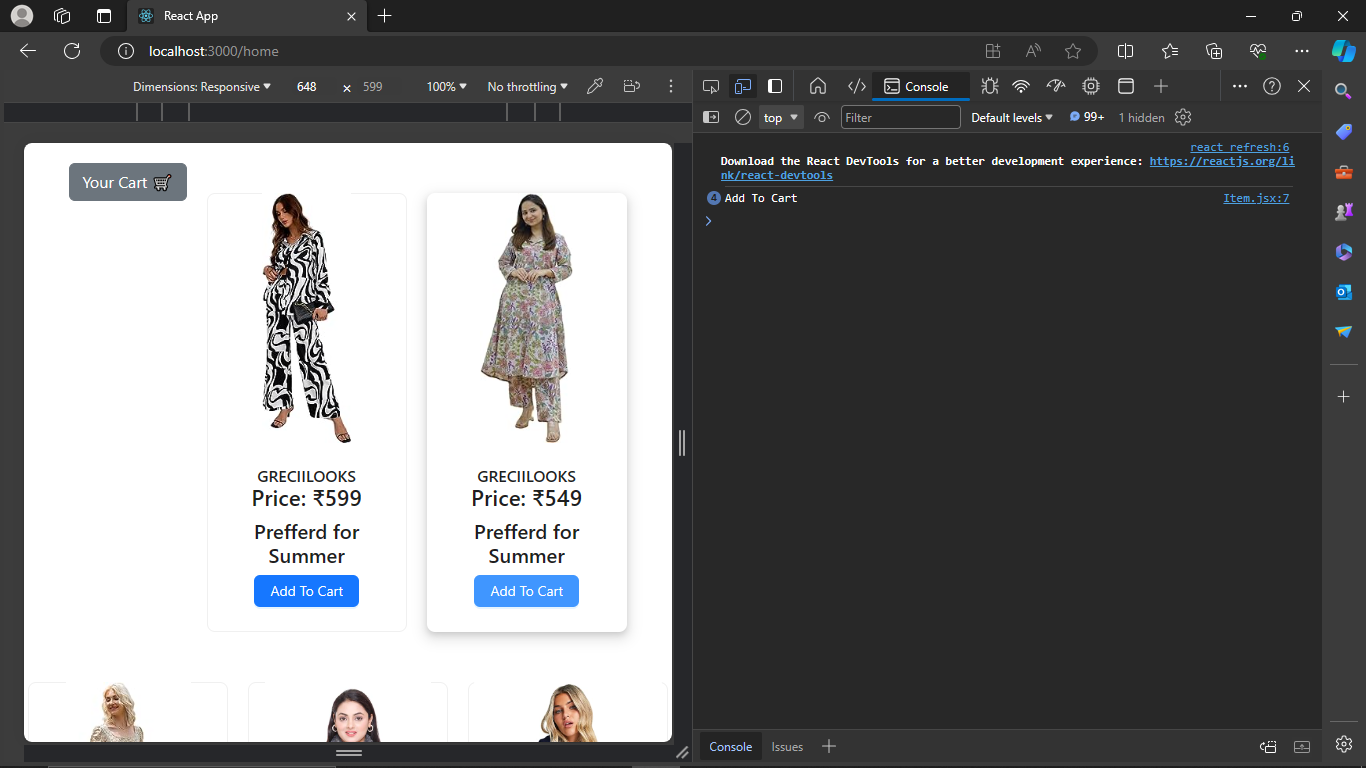 React App
localhost:3000/home
Dimensions: Responsive 648 x 599 100% No throttling
Console
top Filter Default levels 99+ 1 hidden
react refresh:6
Download the React DevTools for a better development experience: https://reactjs.org/li
nk/react-devtools
4 Add To Cart Item.jsx:7
Your Cart
GRECIILOOKS GRECIILOOKS
Price: ₹599 Price: ₹549
Prefferd for Prefferd for
Summer Summer
Add To Cart Add To Cart
Console Issues